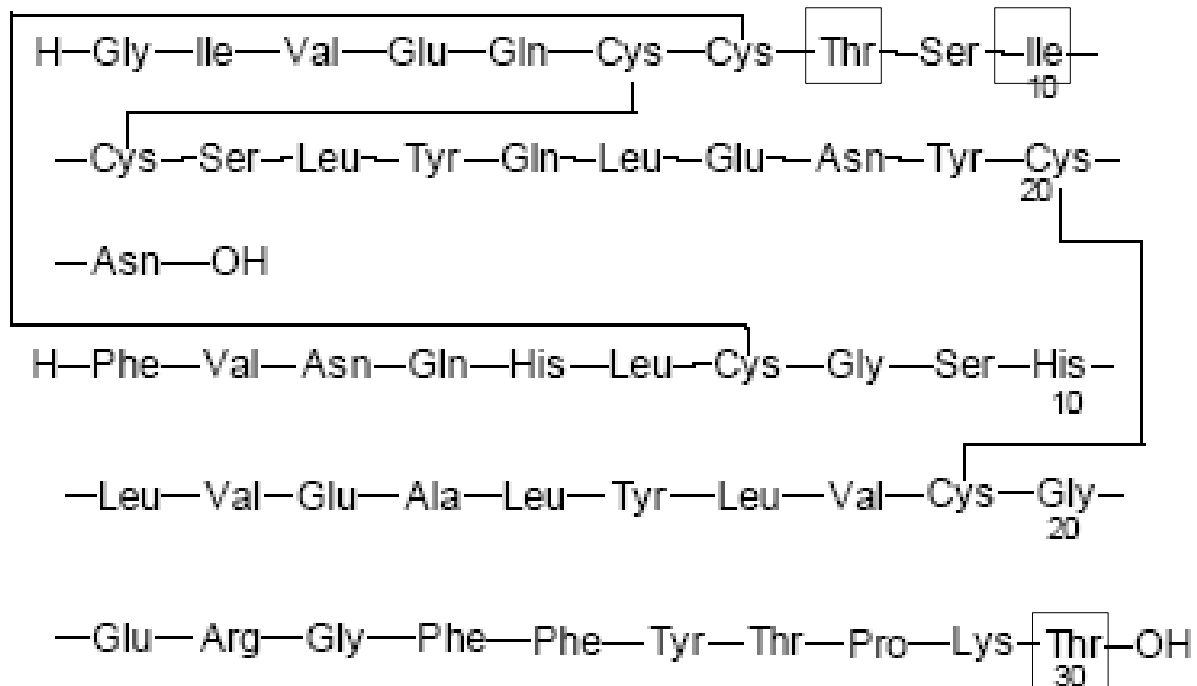 H—Gly—Ile—Val—Glu—Gln—Cys—Cys—Thr—Ser—Ile—
10
—Cys—Ser—Leu—Tyr—Gln—Leu—Glu—Asn—Tyr—Cys—
20
—Asn—OH
H—Phe—Val—Asn—Gln—His—Leu—Cys—Gly—Ser—His—
10
—Leu—Val—Glu—Ala—Leu—Tyr—Leu—Val—Cys—Gly—
20
—Glu—Arg—Gly—Phe—Phe—Tyr—Thr—Pro—Lys—Thr—OH
30